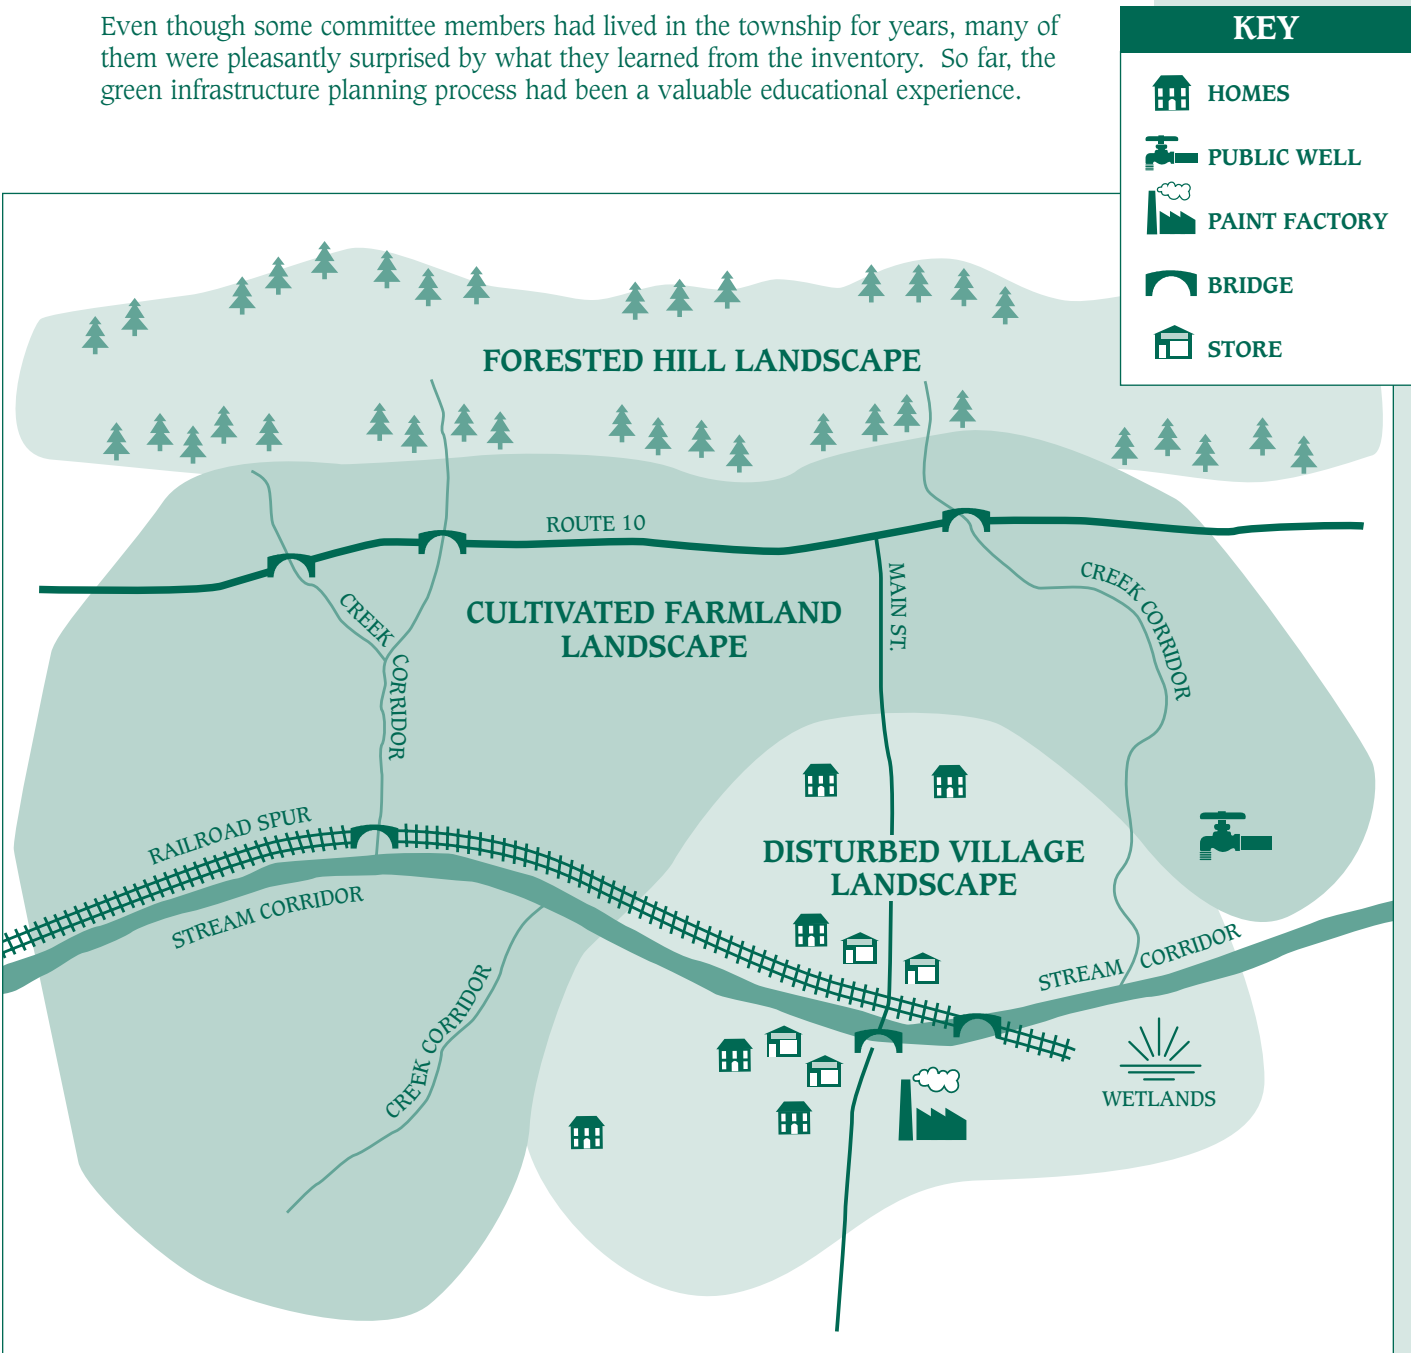 Even though some committee members had lived in the township for years, many of
them were pleasantly surprised by what they learned from the inventory.  So far, the
green infrastructure planning process had been a valuable educational experience.
KEY
HOMES
PUBLIC WELL
PAINT FACTORY
BRIDGE
STORE
FORESTED HILL LANDSCAPE
ROUTE 10
MAIN ST.
CREEK CORRIDOR
CREEK CORRIDOR
CULTIVATED FARMLAND
LANDSCAPE
RAILROAD SPUR
STREAM CORRIDOR
DISTURBED VILLAGE
LANDSCAPE
STREAM CORRIDOR
CREEK CORRIDOR
WETLANDS